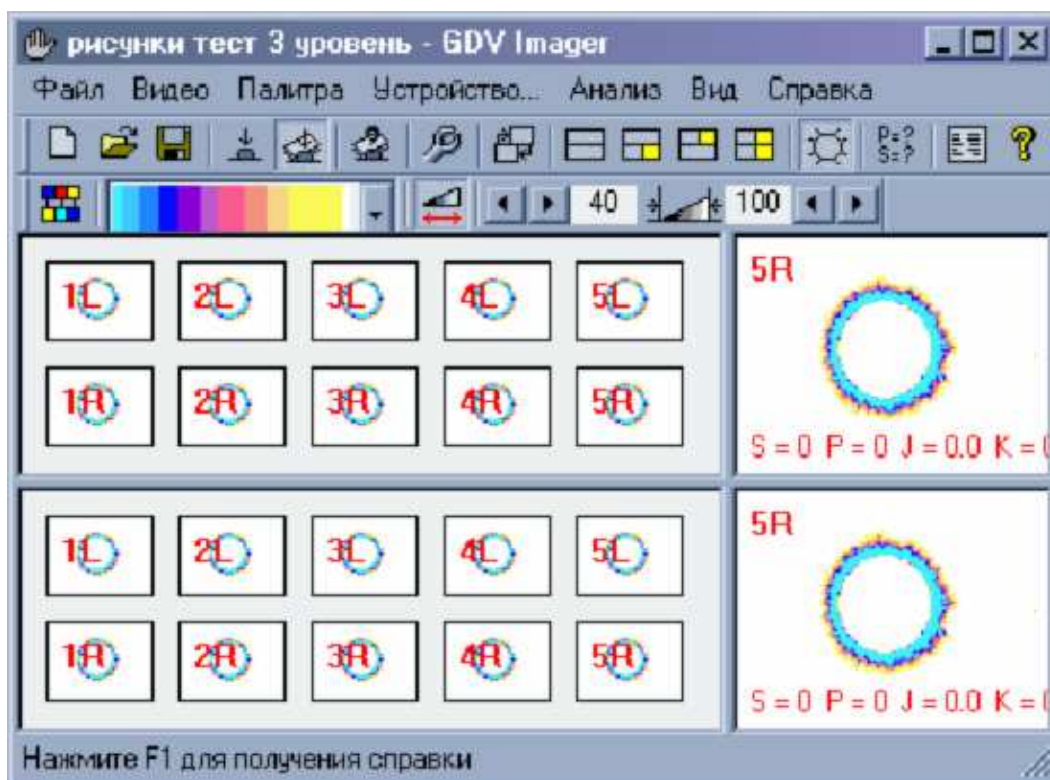 рисунки тест 3 уровень - GDV Imager
Файл Видео Палитра Устройство... Анализ Вид Справка
P=?
S=?
40 100
1L 2L 3L 4L 5L
1R 2R 3R 4R 5R
5R
S = 0 P = 0 J = 0.0 K =
1L 2L 3L 4L 5L
1R 2R 3R 4R 5R
5R
S = 0 P = 0 J = 0.0 K =
Нажмите F1 для получения справки